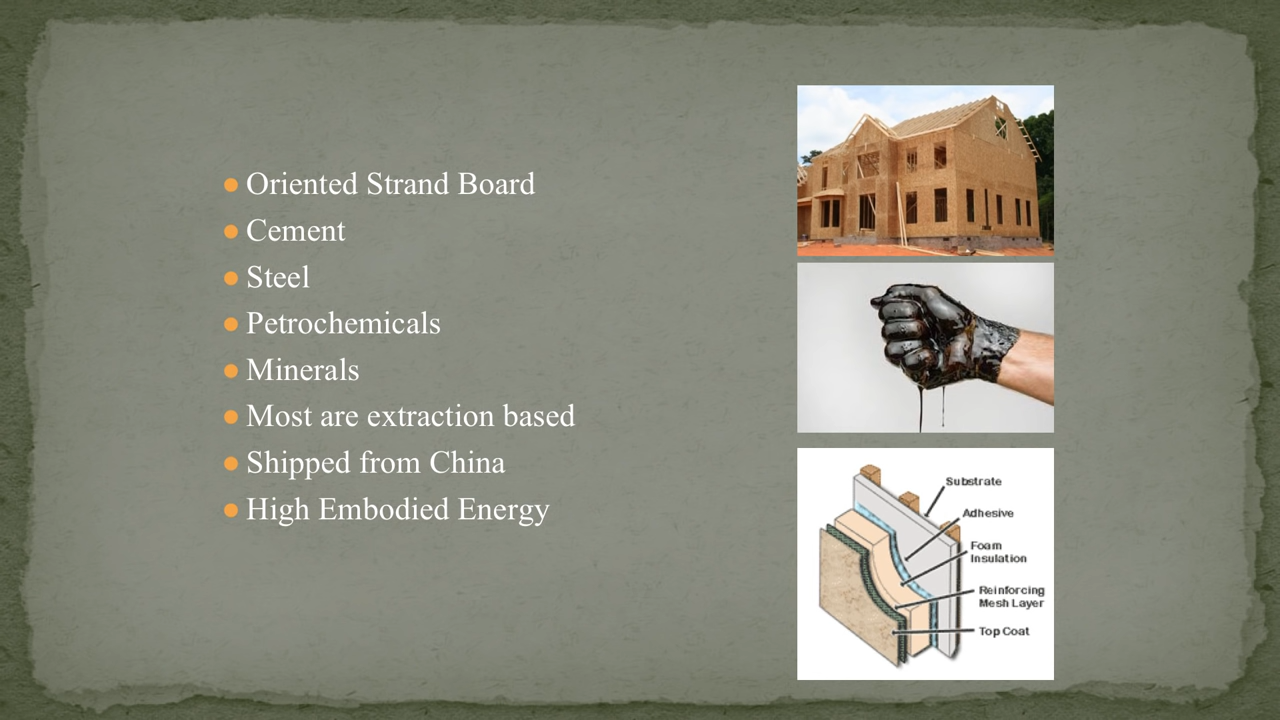 Oriented Strand Board
Cement
Steel
Petrochemicals
Minerals
Most are extraction based
Shipped from China
High Embodied Energy
Substrate
Adhesive
Foam
Insulation
Reinforcing
Mesh Layer
Top Coat